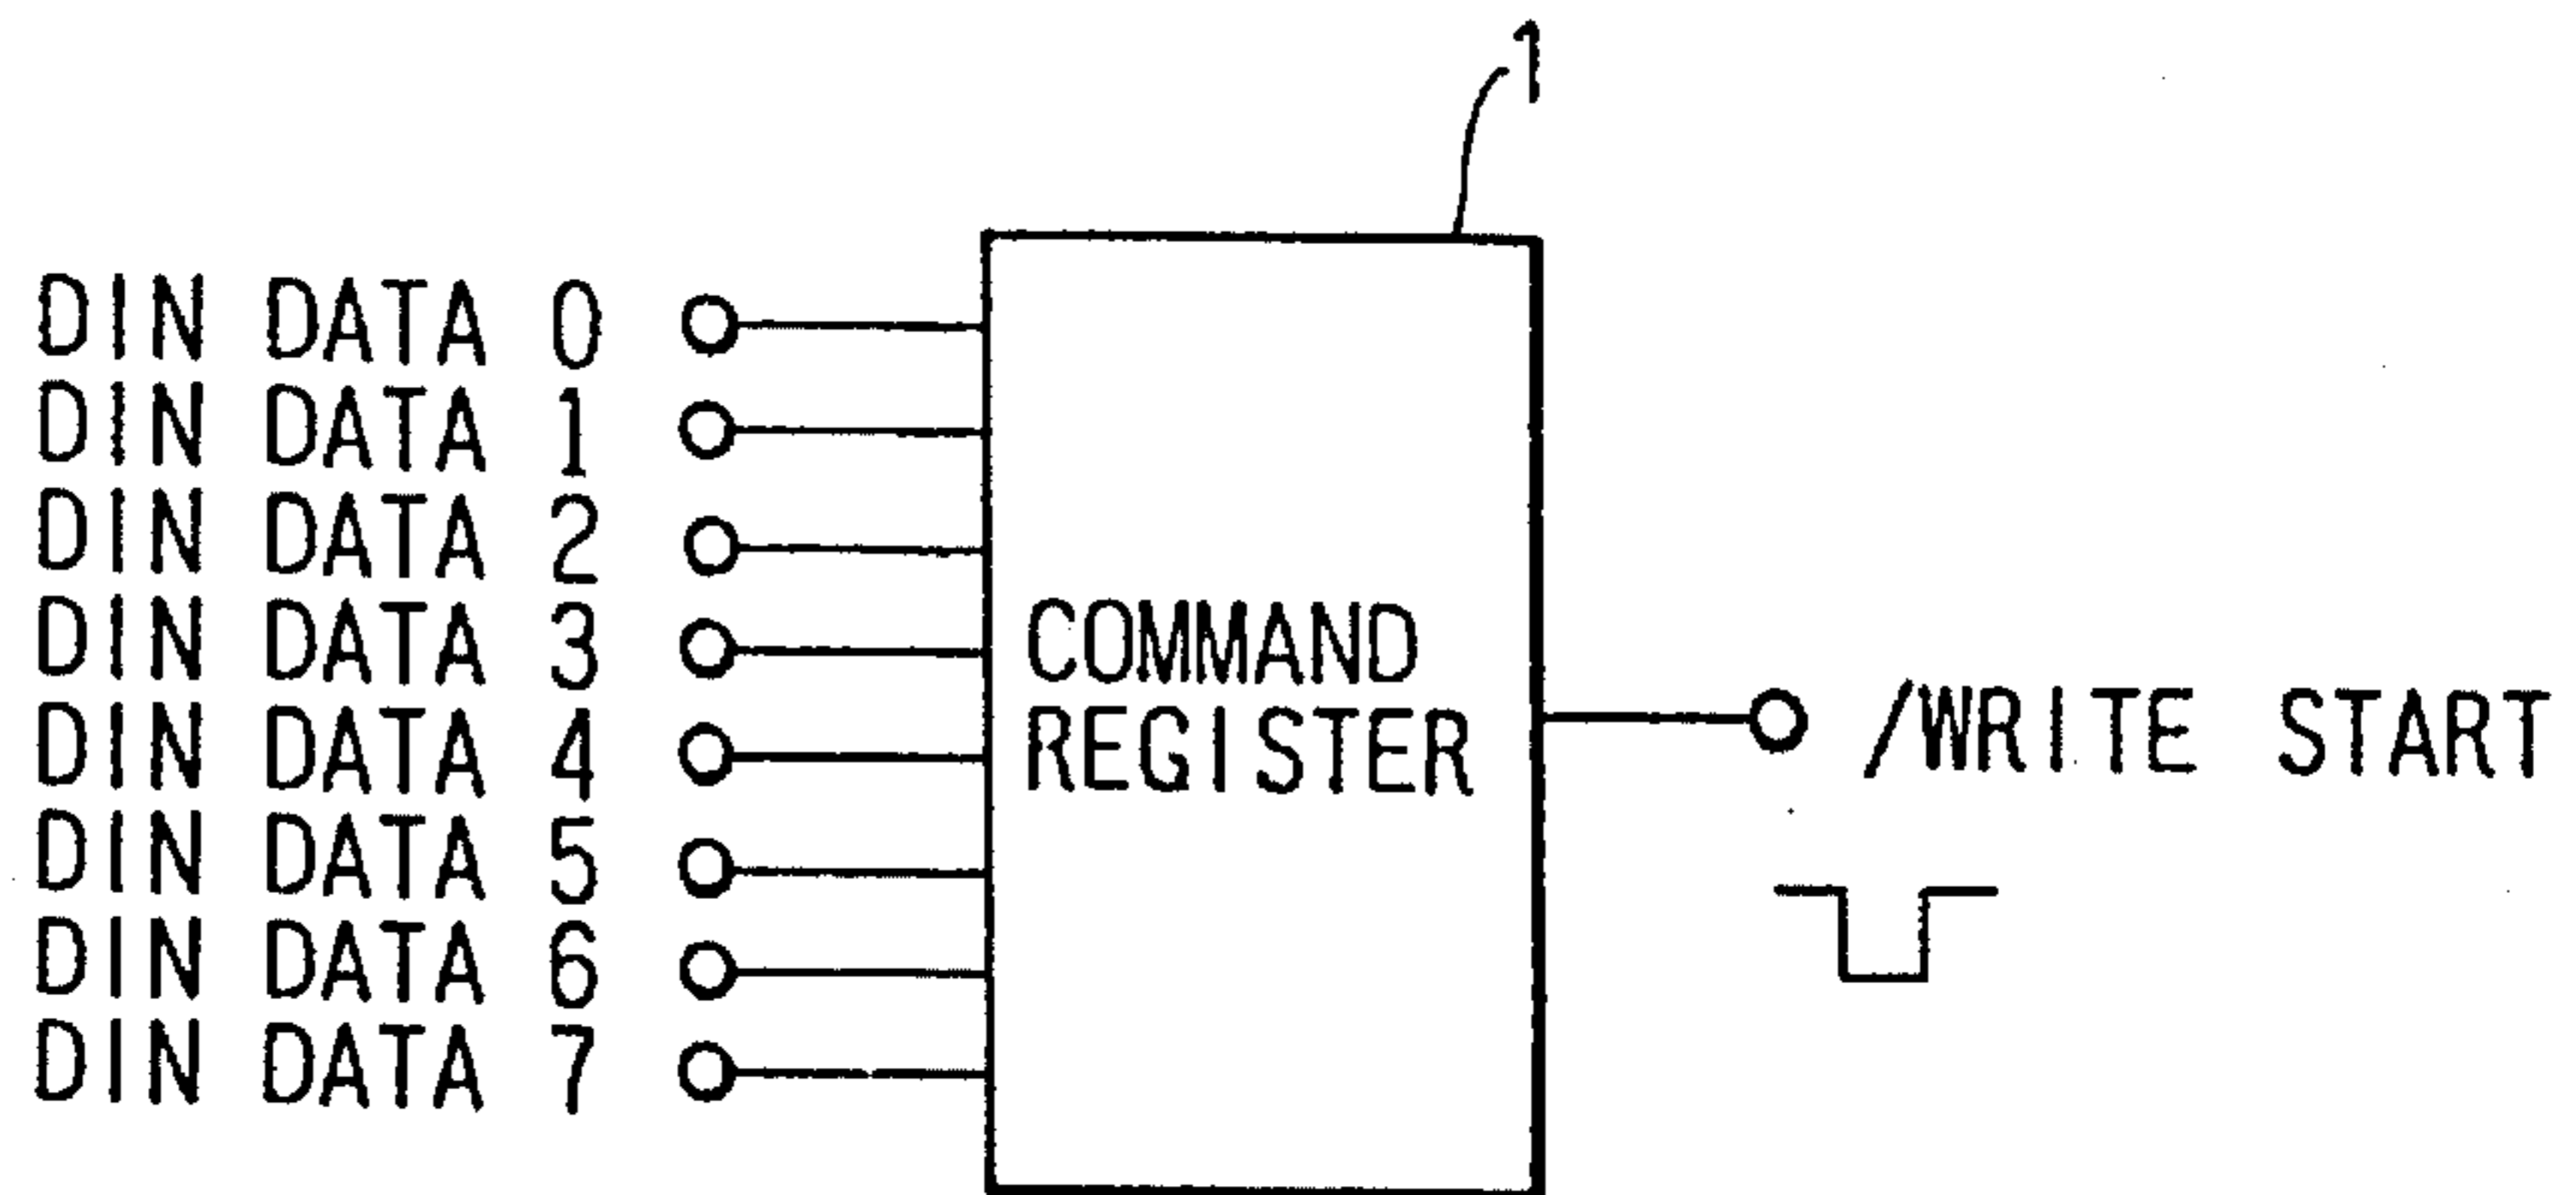 1
DIN DATA 0
DIN DATA 1
DIN DATA 2
DIN DATA 3
DIN DATA 4
DIN DATA 5
DIN DATA 6
DIN DATA 7
COMMAND
REGISTER
/WRITE START